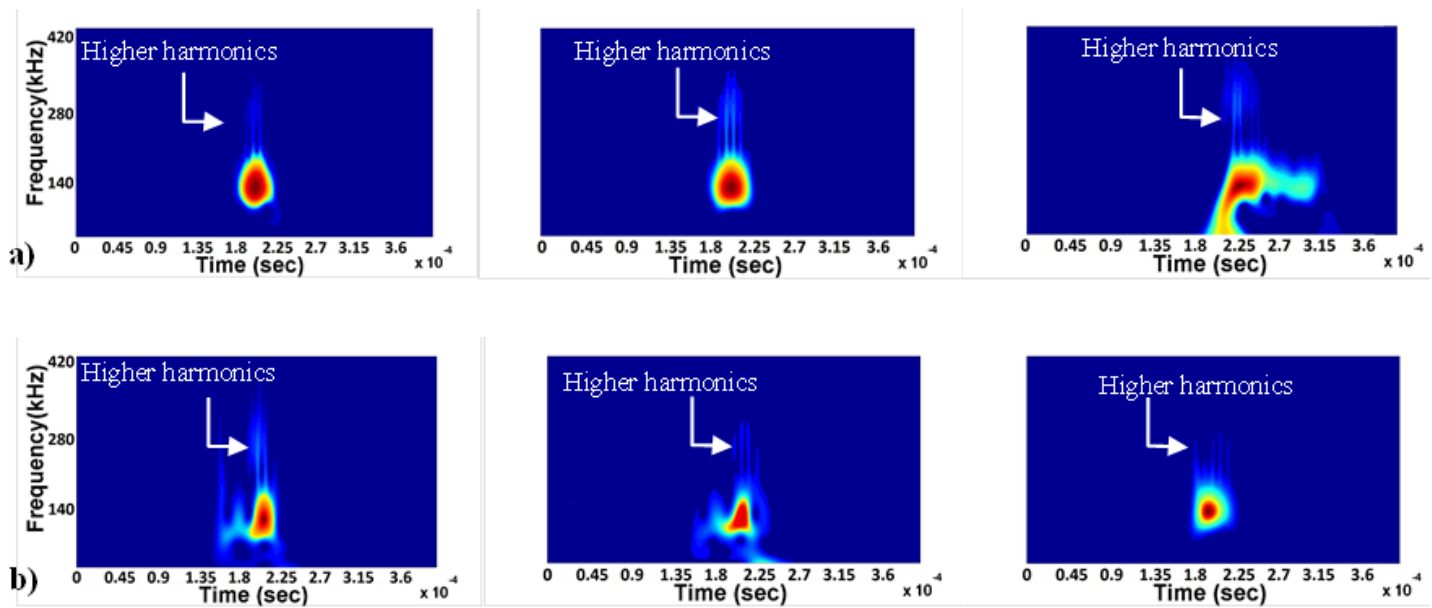 420
Higher harmonics
280
140
Frequency(kHz)
0 0.45 0.9 1.35 1.8 2.25 2.7 3.15 3.6 -4
Time (sec) x 10
Higher harmonics
0 0.45 0.9 1.35 1.8 2.25 2.7 3.15 3.6 -4
Time (sec) x 10
Higher harmonics
0 0.45 0.9 1.35 1.8 2.25 2.7 3.15 3.6 -4
Time (sec) x 10
a)
420
Higher harmonics
280
140
Frequency(kHz)
0 0.45 0.9 1.35 1.8 2.25 2.7 3.15 3.6 -4
Time (sec) x 10
Higher harmonics
0 0.45 0.9 1.35 1.8 2.25 2.7 3.15 3.6 -4
Time (sec) x 10
Higher harmonics
0 0.45 0.9 1.35 1.8 2.25 2.7 3.15 3.6 -4
Time (sec) x 10
b)